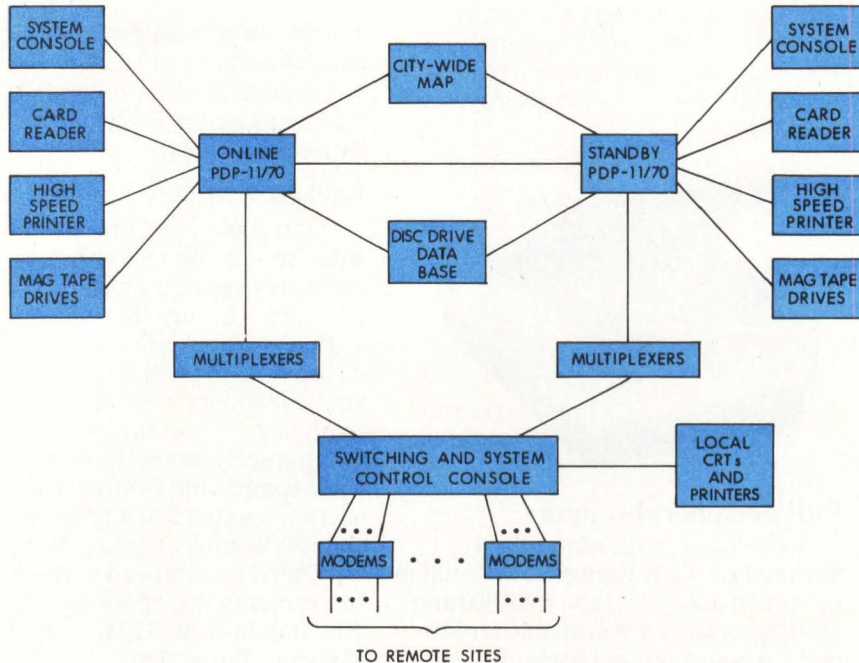 SYSTEM
CONSOLE
CARD
READER
HIGH
SPEED
PRINTER
MAG TAPE
DRIVES
ONLINE
PDP-11/70
CITY-WIDE
MAP
DISC DRIVE
DATA
BASE
STANDBY
PDP-11/70
SYSTEM
CONSOLE
CARD
READER
HIGH
SPEED
PRINTER
MAG TAPE
DRIVES
MULTIPLEXERS
MULTIPLEXERS
SWITCHING AND SYSTEM
CONTROL CONSOLE
LOCAL
CRTs
AND
PRINTERS
MODEMS
MODEMS
TO REMOTE SITES